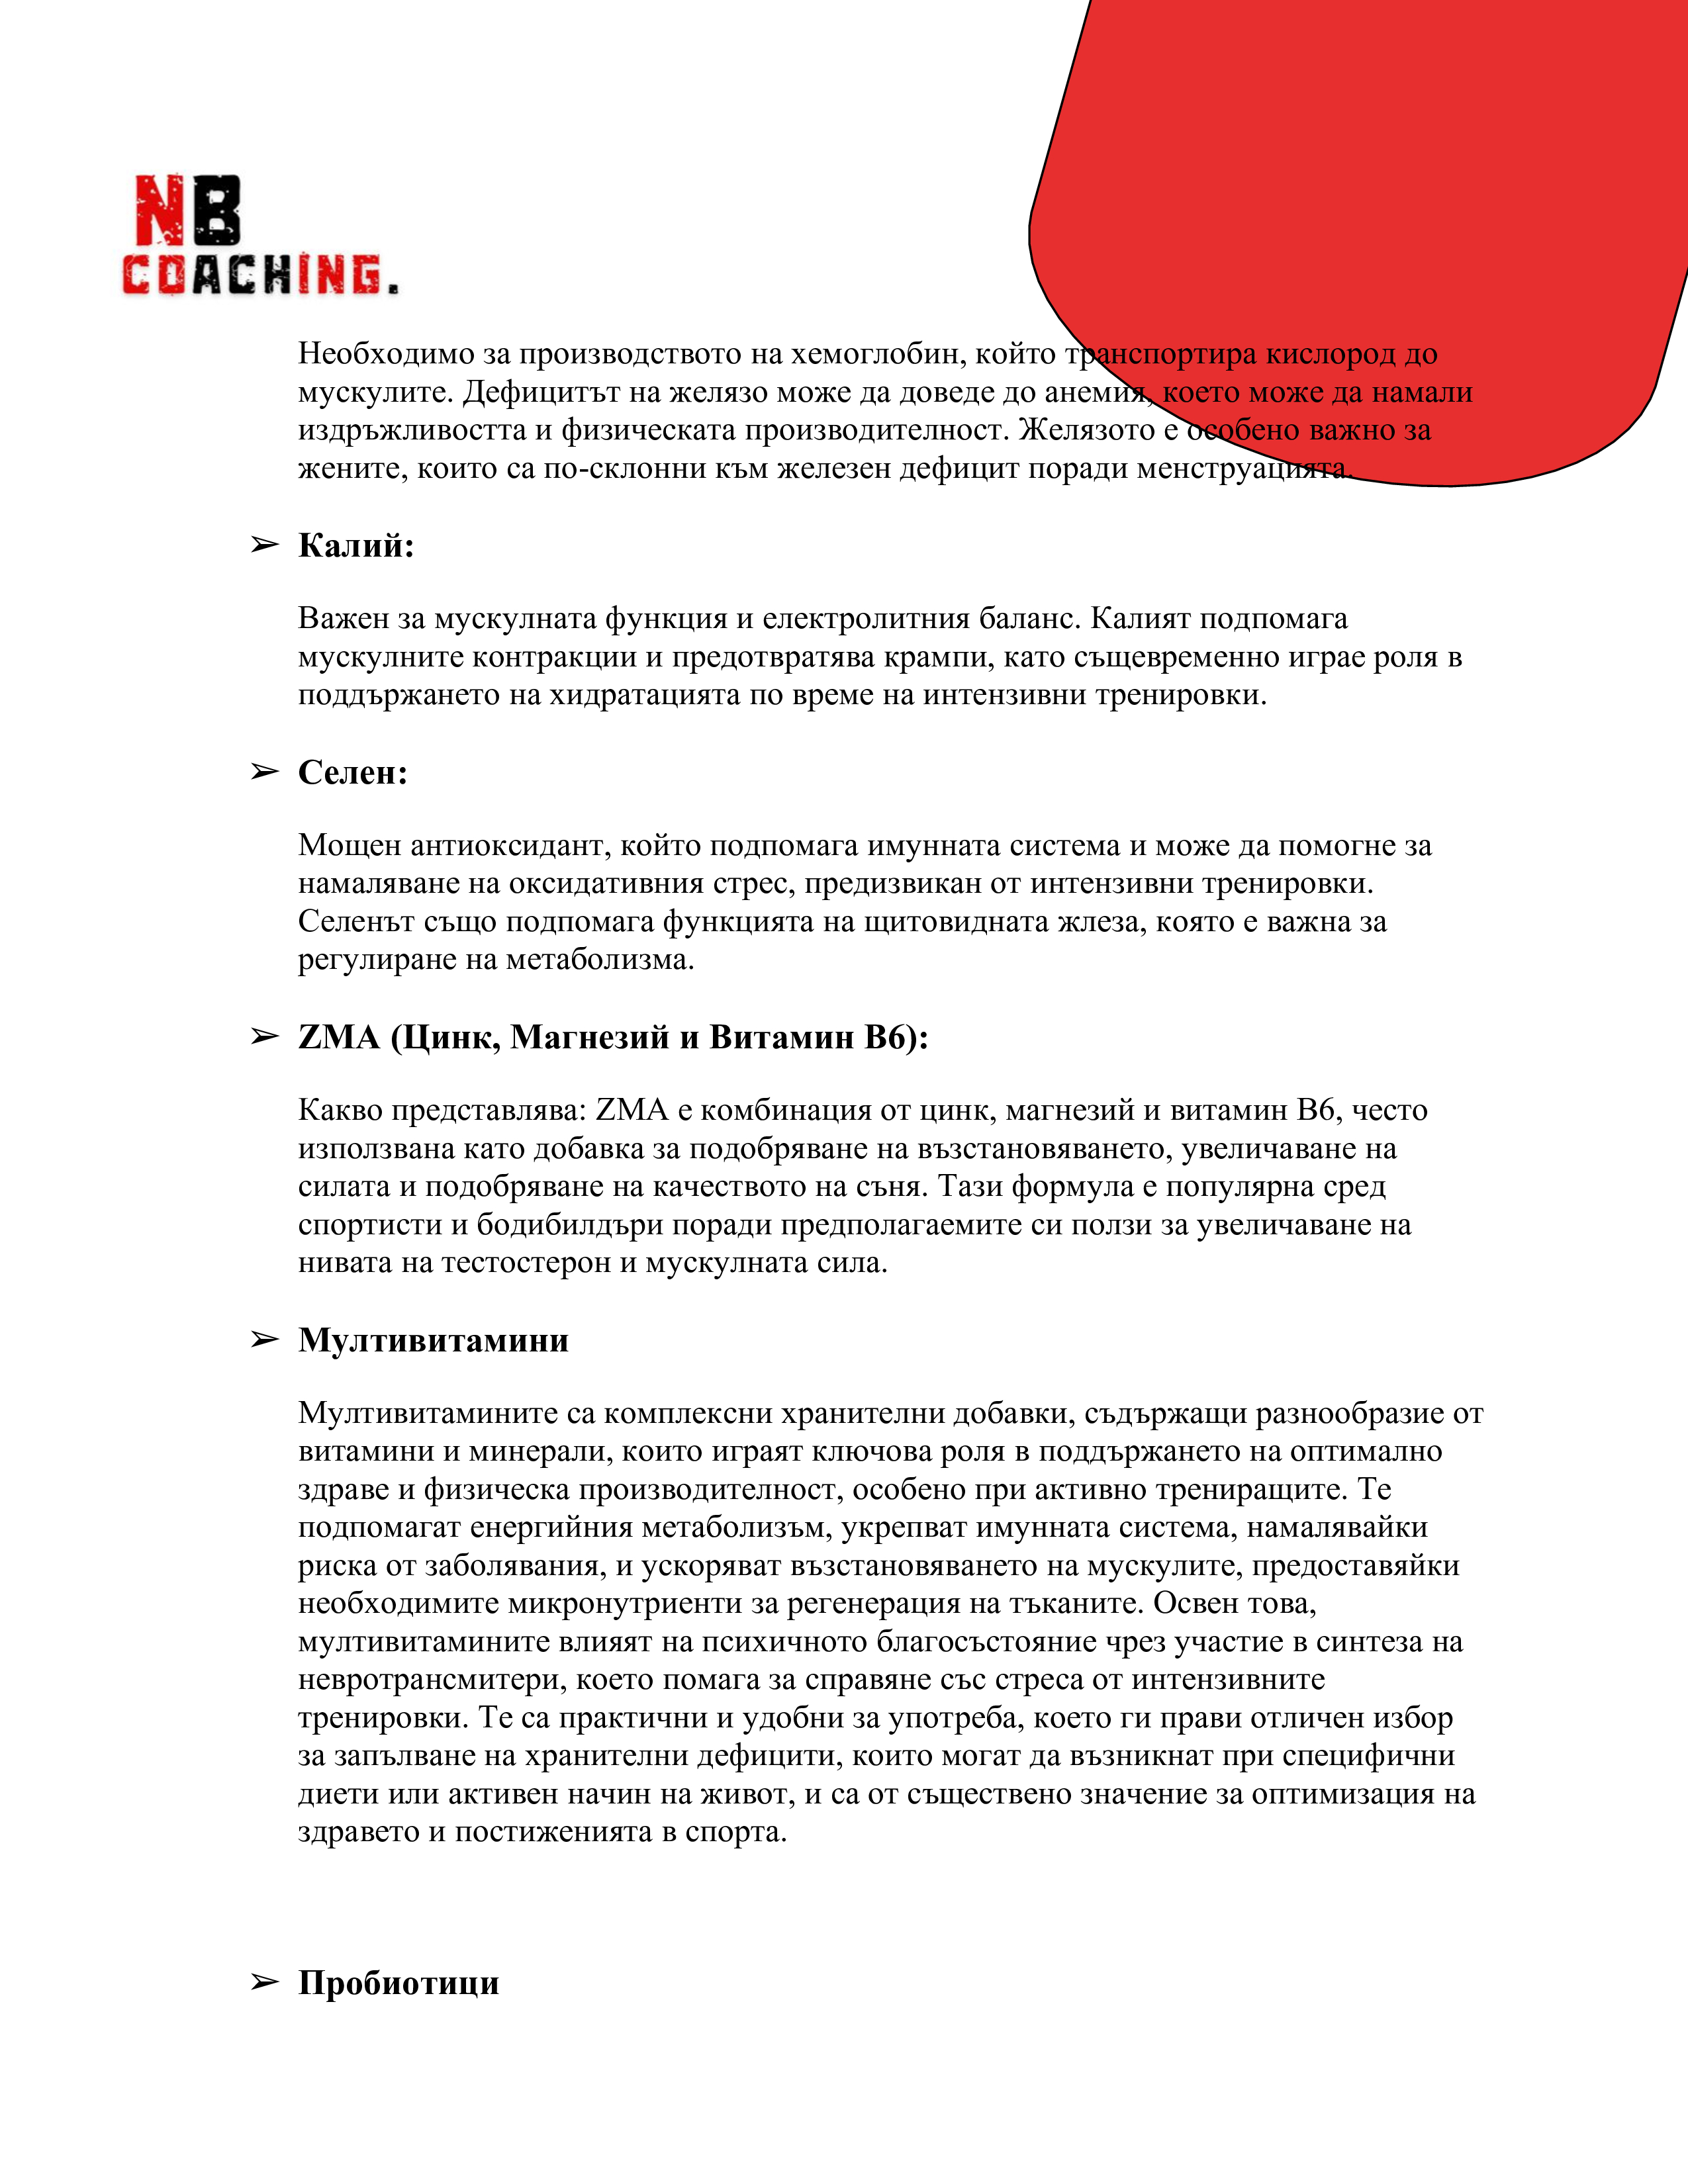 NB
COACHING.
Необходимо за производството на хемоглобин, който транспортира кислород до
мускулите. Дефицитът на желязо може да доведе до анемия, което може да намали
издръжливостта и физическата производителност. Желязото е особено важно за
жените, които са по-склонни към железен дефицит поради менструацията.
➢ Калий:
Важен за мускулната функция и електролитния баланс. Калият подпомага
мускулните контракции и предотвратява крампи, като същевременно играе роля в
поддържането на хидратацията по време на интензивни тренировки.
➢ Селен:
Мощен антиоксидант, който подпомага имунната система и може да помогне за
намаляване на оксидативния стрес, предизвикан от интензивни тренировки.
Селенът също подпомага функцията на щитовидната жлеза, която е важна за
регулиране на метаболизма.
➢ ZMA (Цинк, Магнезий и Витамин B6):
Какво представлява: ZMA е комбинация от цинк, магнезий и витамин B6, често
използвана като добавка за подобряване на възстановяването, увеличаване на
силата и подобряване на качеството на съня. Тази формула е популярна сред
спортисти и бодибилдъри поради предполагаемите си ползи за увеличаване на
нивата на тестостерон и мускулната сила.
➢ Мултивитамини
Мултивитамините са комплексни хранителни добавки, съдържащи разнообразие от
витамини и минерали, които играят ключова роля в поддържането на оптимално
здраве и физическа производителност, особено при активно трениращите. Те
подпомагат енергийния метаболизъм, укрепват имунната система, намалявайки
риска от заболявания, и ускоряват възстановяването на мускулите, предоставяйки
необходимите микронутриенти за регенерация на тъканите. Освен това,
мултивитамините влияят на психичното благосъстояние чрез участие в синтеза на
невротрансмитери, което помага за справяне със стреса от интензивните
тренировки. Те са практични и удобни за употреба, което ги прави отличен избор
за запълване на хранителни дефицити, които могат да възникнат при специфични
диети или активен начин на живот, и са от съществено значение за оптимизация на
здравето и постиженията в спорта.
➢ Пробиотици